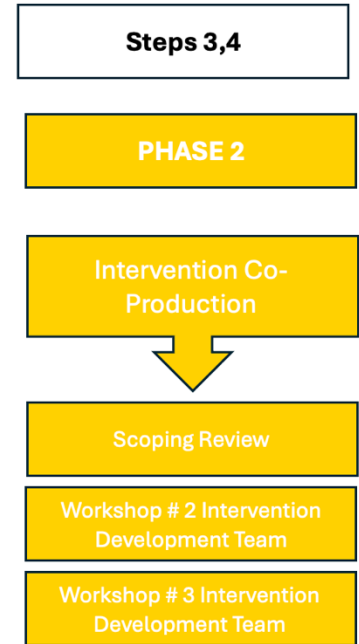 Steps 3,4
PHASE 2
Intervention Co-
Production
Scoping Review
Workshop # 2 Intervention
Development Team
Workshop # 3 Intervention
Development Team